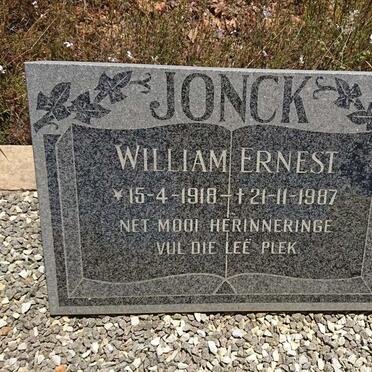 JONCK
WILLIAM ERNEST
* 15-4-1918 - † 21-11-1987
NET MOOI HERINNERINGE
VUL DIE LEË PLEK